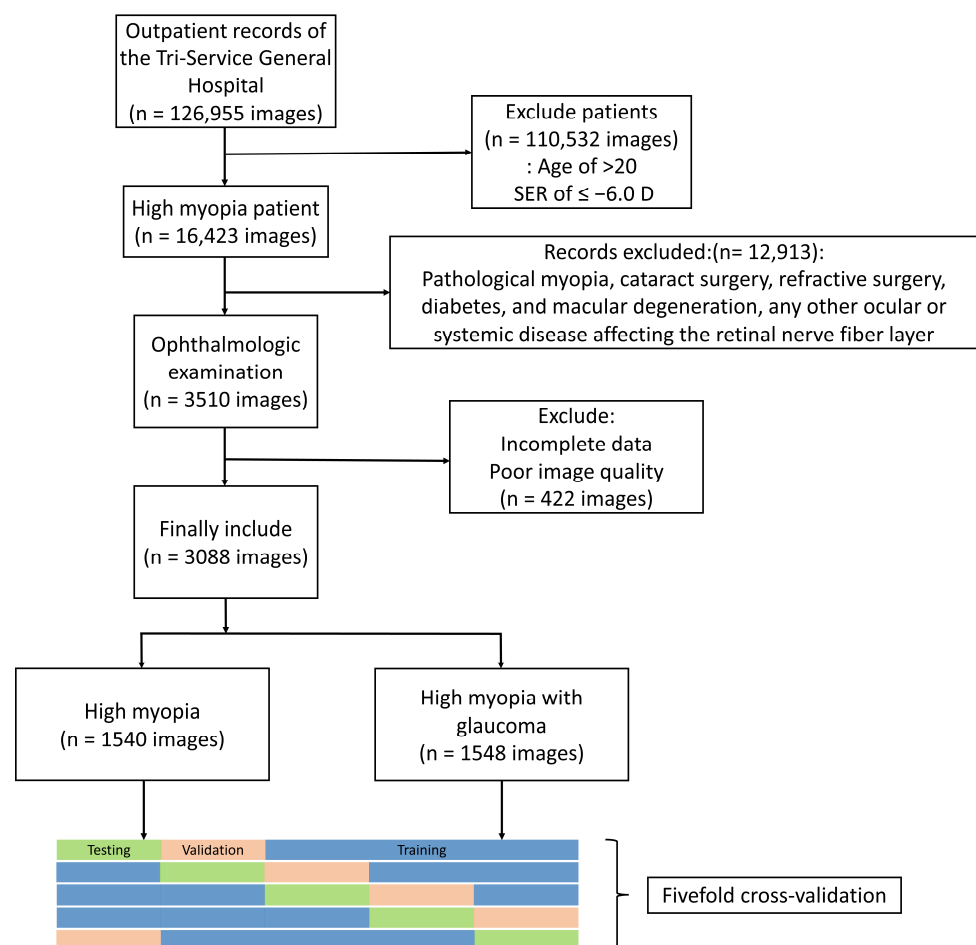 Outpatient records of
the Tri-Service General
Hospital
(n = 126,955 images)
Exclude patients
(n = 110,532 images)
: Age of >20
SER of ≤ −6.0 D
High myopia patient
(n = 16,423 images)
Records excluded:(n= 12,913):
Pathological myopia, cataract surgery, refractive surgery,
diabetes, and macular degeneration, any other ocular or
systemic disease affecting the retinal nerve fiber layer
Ophthalmologic
examination
(n = 3510 images)
Exclude:
Incomplete data
Poor image quality
(n = 422 images)
Finally include
(n = 3088 images)
High myopia
(n = 1540 images)
High myopia with
glaucoma
(n = 1548 images)
Testing Validation Training
Fivefold cross-validation